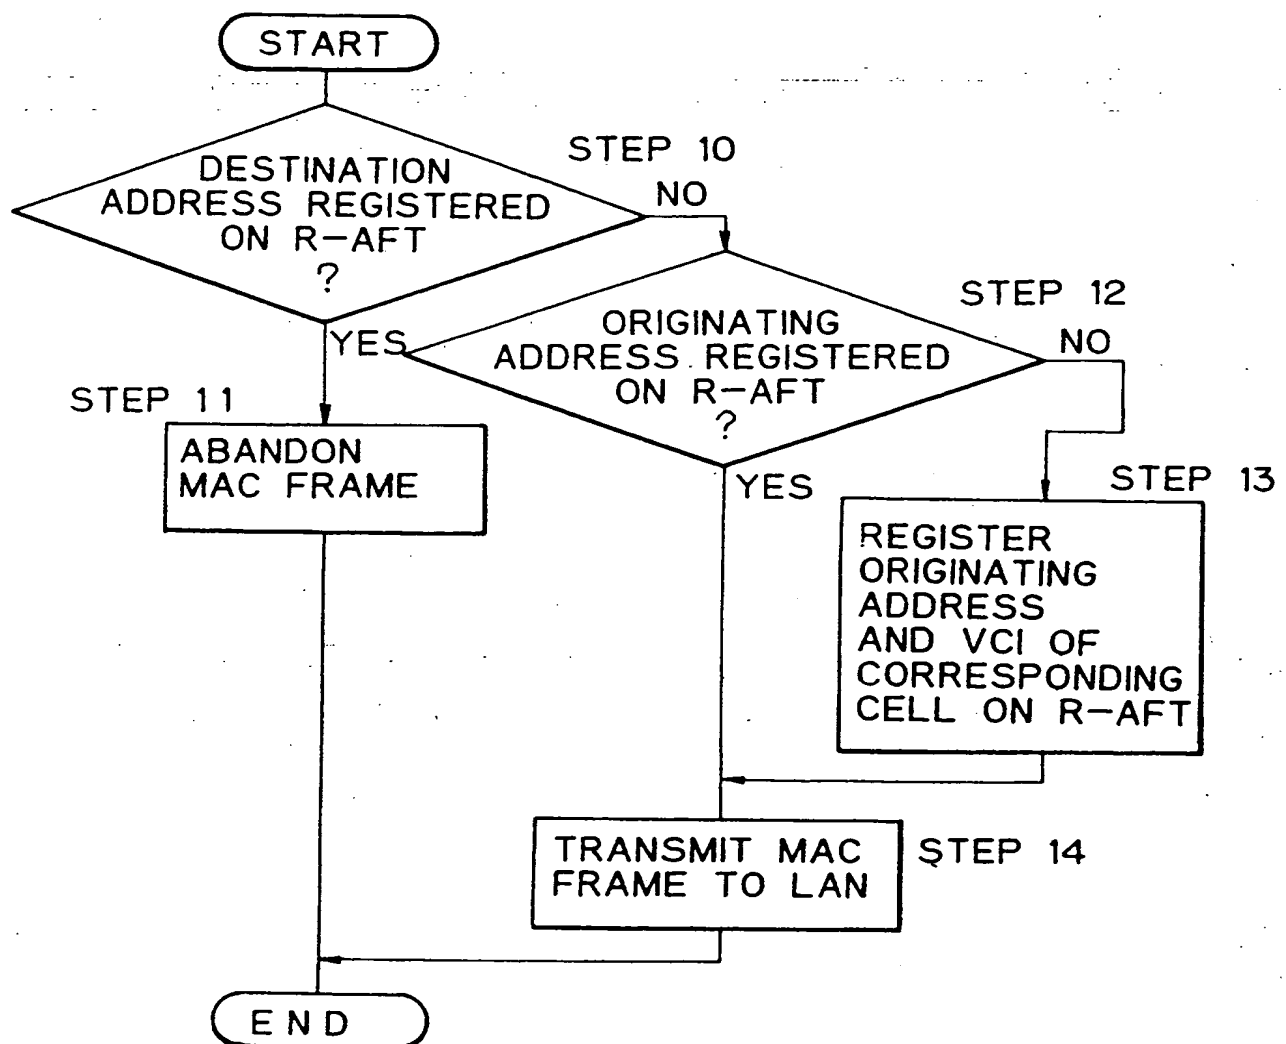 START
STEP 10
DESTINATION
ADDRESS REGISTERED
ON R-AFT
?
NO
YES
STEP 12
ORIGINATING
ADDRESS REGISTERED
ON R-AFT
?
NO
YES
STEP 11
ABANDON
MAC FRAME
STEP 13
REGISTER
ORIGINATING
ADDRESS
AND VCI OF
CORRESPONDING
CELL ON R-AFT
TRANSMIT MAC
FRAME TO LAN
STEP 14
END